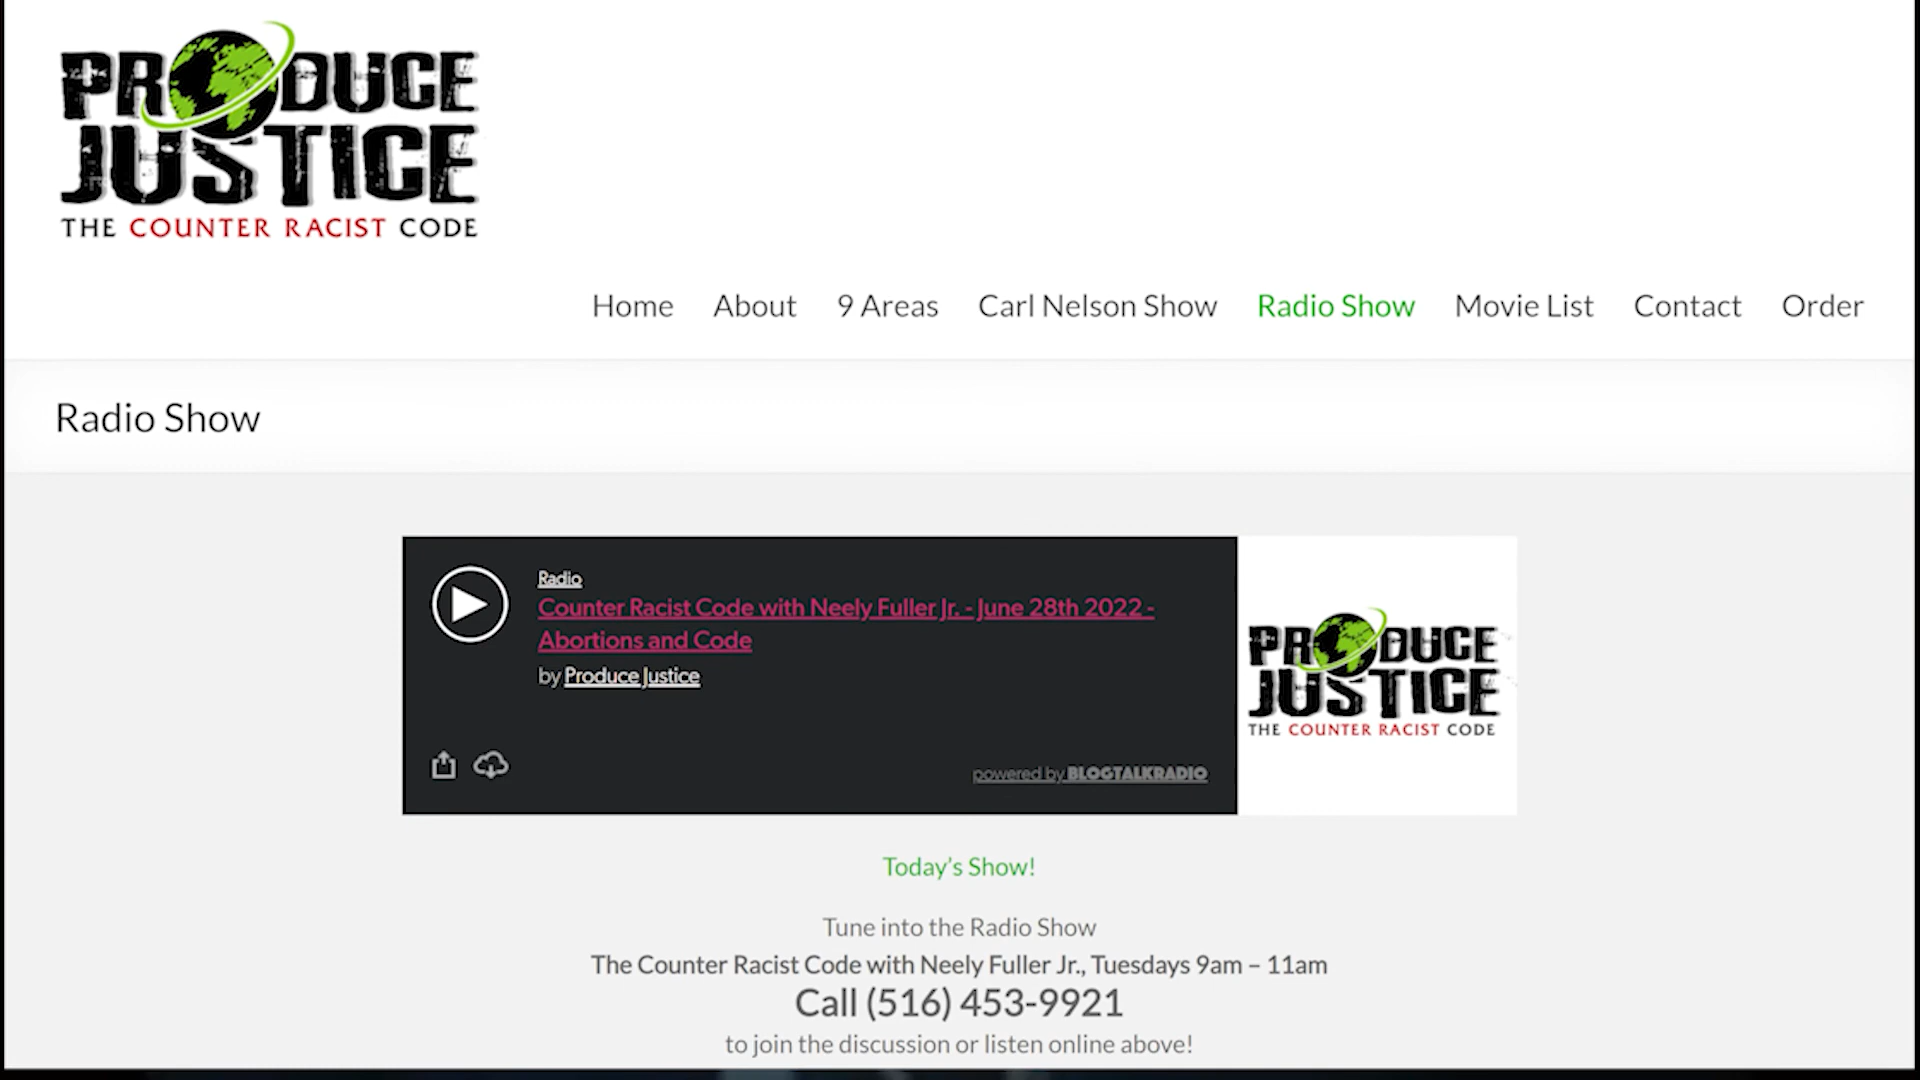 PRODUCE
JUSTICE
THE COUNTER RACIST CODE
Home About 9 Areas Carl Nelson Show Radio Show Movie List Contact Order
Radio Show
Radio
Counter Racist Code with Neely Fuller Jr. - June 28th 2022 -
Abortions and Code
by Produce Justice
powered by BLOGTALKRADIO
PRODUCE
JUSTICE
THE COUNTER RACIST CODE
Today's Show!
Tune into the Radio Show
The Counter Racist Code with Neely Fuller Jr., Tuesdays 9am – 11am
Call (516) 453-9921
to join the discussion or listen online above!